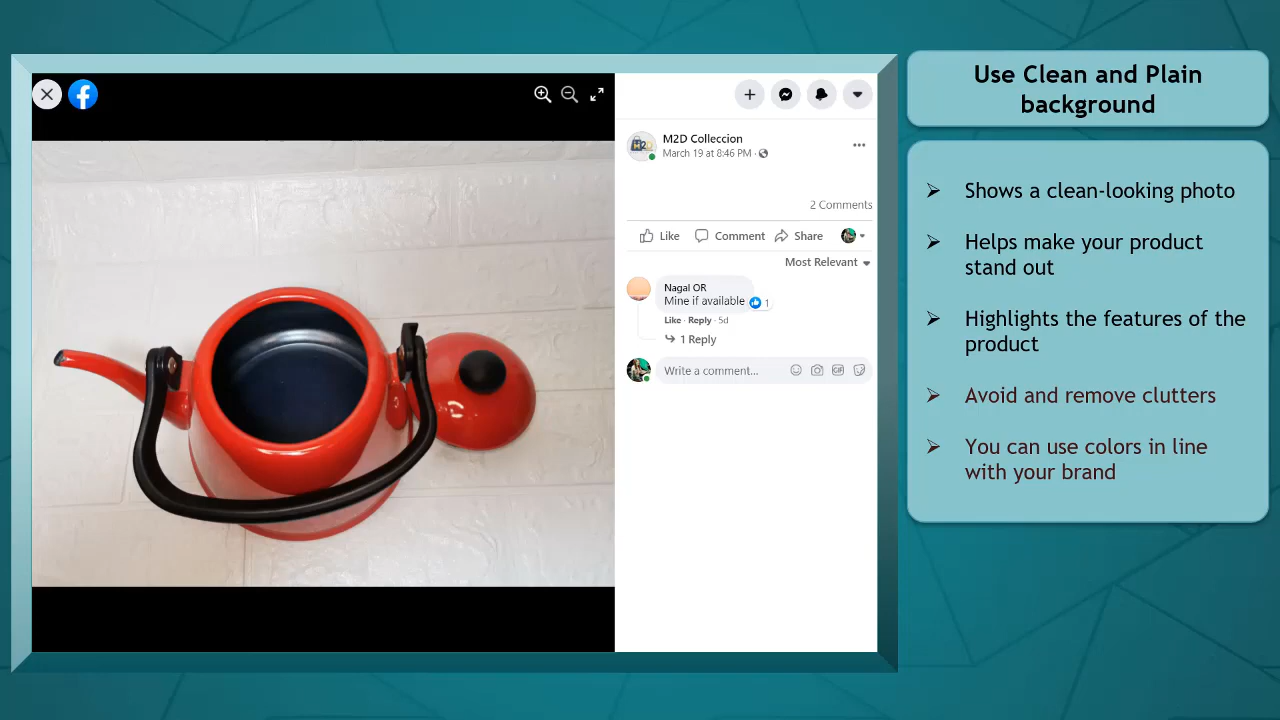 Use Clean and Plain
background
M2D Colleccion
March 19 at 8:46 PM ·
2 Comments
Like Comment Share
Most Relevant
Nagal OR
Mine if available 1
Like · Reply · 5d
1 Reply
Write a comment...
GIF
➢ Shows a clean-looking photo
➢ Helps make your product
stand out
➢ Highlights the features of the
product
➢ Avoid and remove clutters
➢ You can use colors in line
with your brand